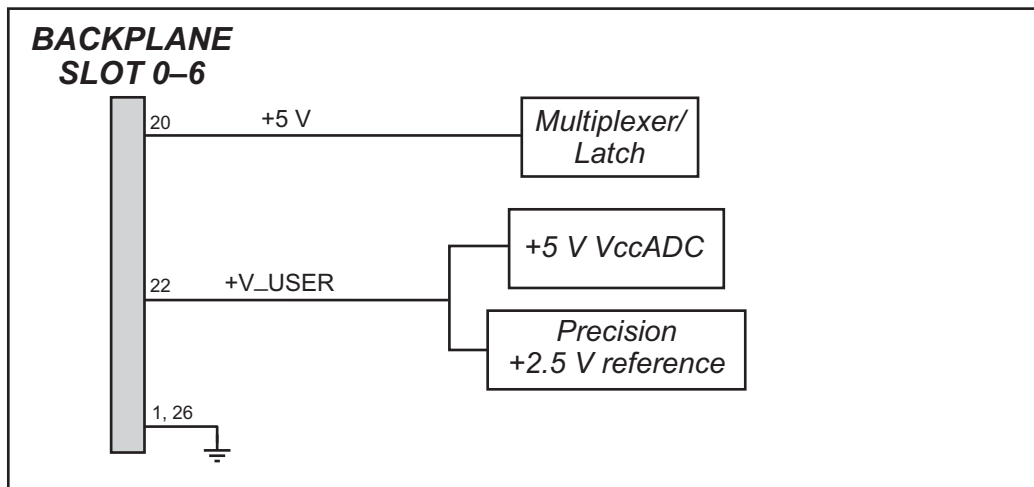 BACKPLANE
SLOT 0–6
20
+5 V
Multiplexer/
Latch
+5 V VccADC
22
+V_USER
Precision
+2.5 V reference
1, 26